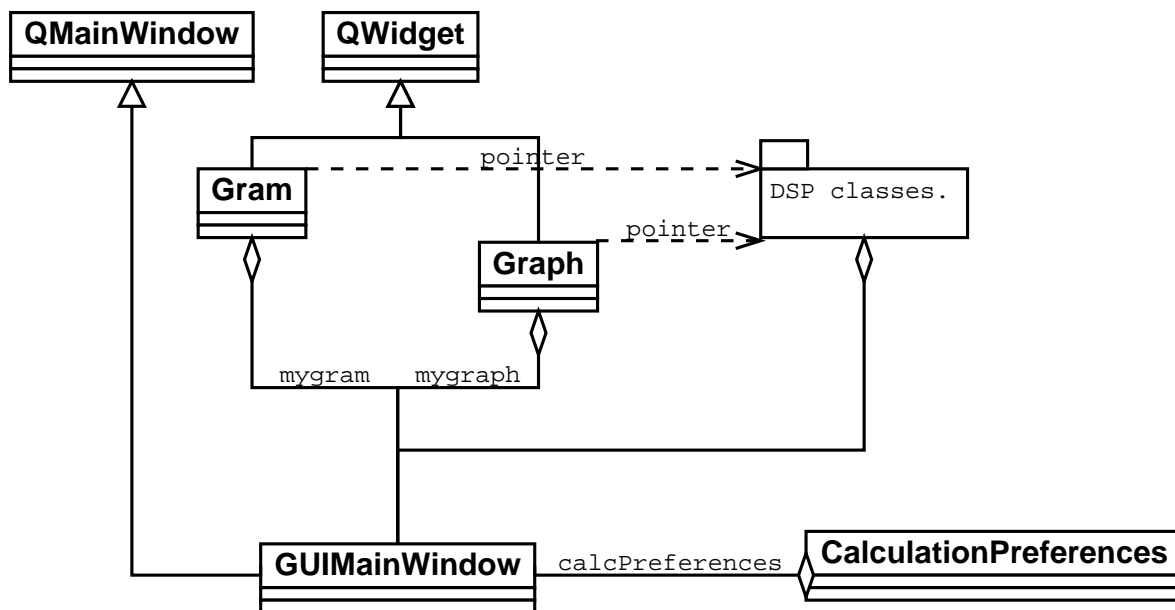 QMainWindow
QWidget
pointer
Gram
DSP classes.
pointer
Graph
mygram
mygraph
GUIMainWindow
calcPreferences
CalculationPreferences